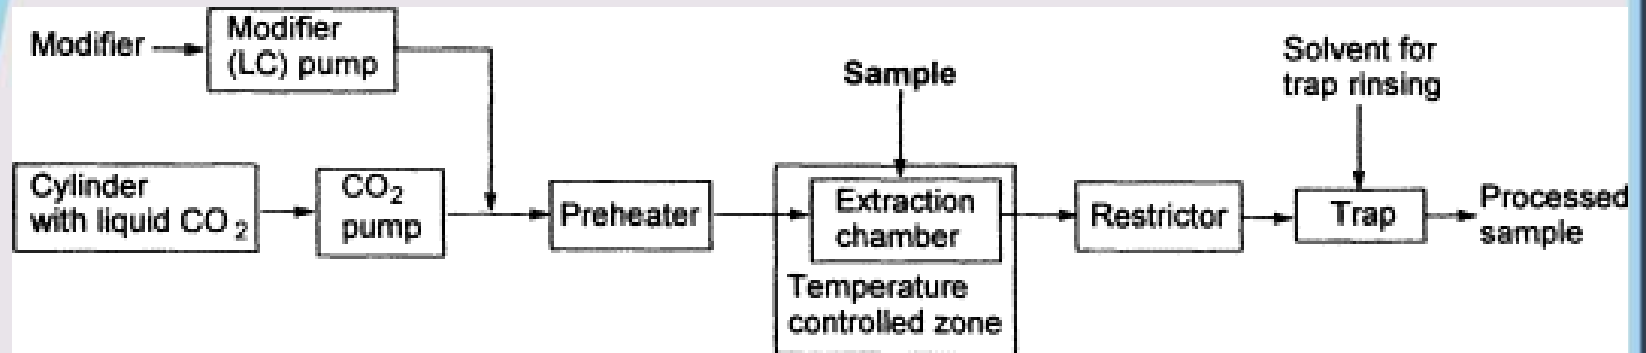 Modifier
Modifier
(LC) pump
Sample
Solvent for
trap rinsing
Cylinder
with liquid CO2
CO2
pump
Preheater
Extraction
chamber
Temperature
controlled zone
Restrictor
Trap
Processed
sample